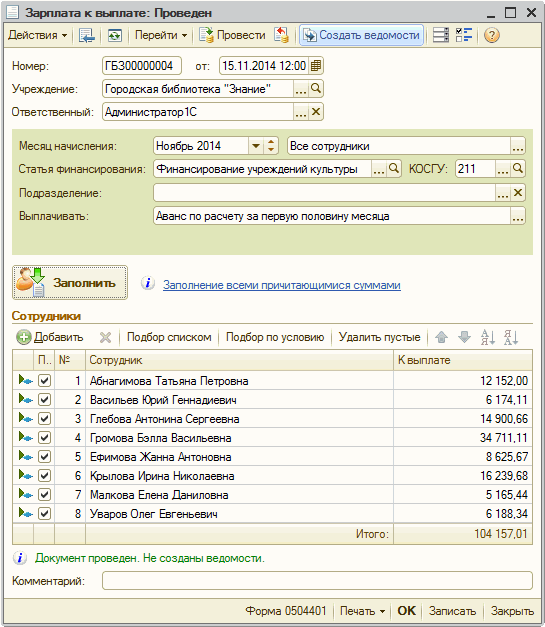 Зарплата к выплате: Проведен
Действия Перейти Провести Создать ведомости ?
Номер: ГБ300000004 от: 15.11.2014 12:00
Учреждение: Городская библиотека "Знание" ...
Ответственный: Администратор1С ... ×
Месяц начисления: Ноябрь 2014 Все сотрудники ...
Статья финансирования: Финансирование учреждений культуры ... КОСГУ: 211 ...
Подразделение: ... ×
Выплачивать: Аванс по расчету за первую половину месяца ...
Заполнить i Заполнение всеми причитающимися суммами
Сотрудники
Добавить Подбор списком Подбор по условию Удалить пустые
П.. № Сотрудник К выплате
1 Абнагимова Татьяна Петровна 12 152,00
2 Васильев Юрий Геннадиевич 6 174,11
3 Глебова Антонина Сергеевна 14 900,66
4 Громова Бэлла Васильевна 34 711,11
5 Ефимова Жанна Антоновна 8 625,67
6 Крылова Ирина Николаевна 16 239,68
7 Малкова Елена Даниловна 5 165,44
8 Уваров Олег Евгеньевич 6 188,34
Итого: 104 157,01
i Документ проведен. Не созданы ведомости.
Комментарий:
Форма 0504401 Печать OK Записать Закрыть